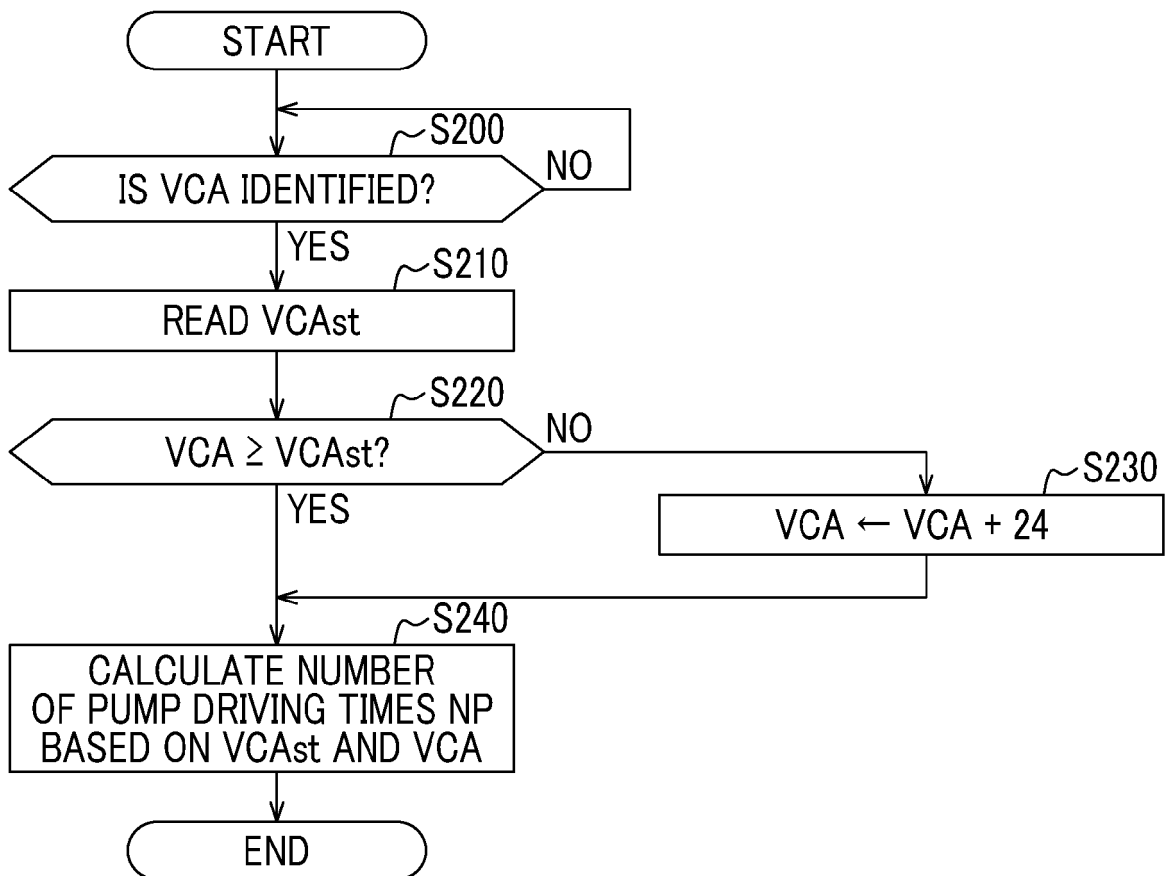 START
S200
IS VCA IDENTIFIED?
NO
YES
S210
READ VCAst
S220
VCA ≧ VCAst?
NO
YES
S230
VCA ← VCA + 24
S240
CALCULATE NUMBER
OF PUMP DRIVING TIMES NP
BASED ON VCAst AND VCA
END